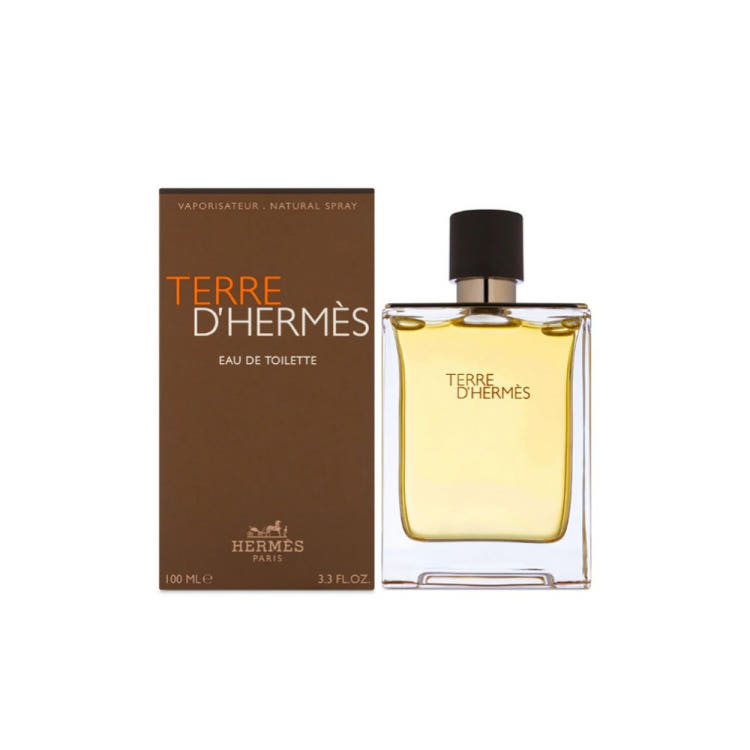 VAPORISATEUR . NATURAL SPRAY
TERRE
D'HERMÈS
EAU DE TOILETTE
HERMÈS
PARIS
100 ML ℮
3.3 FL.OZ.
TERRE
D'HERMÈS